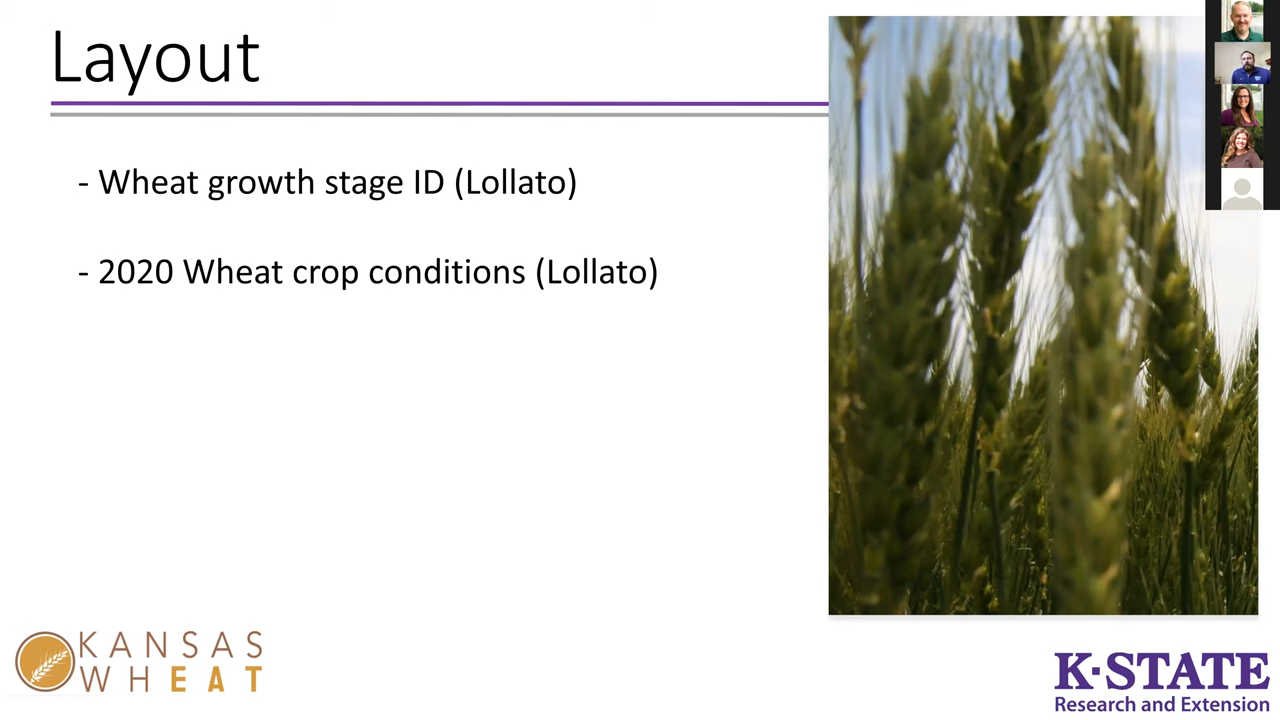 Layout
- Wheat growth stage ID (Lollato)
- 2020 Wheat crop conditions (Lollato)
KANSAS
WHEAT
K·STATE
Research and Extension